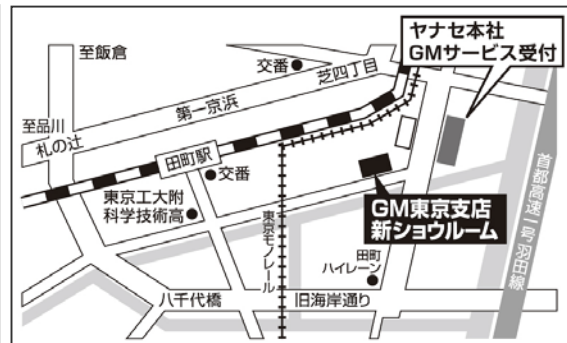 至飯倉
交番
芝四丁目
ヤナセ本社
GMサービス受付
第一京浜
至品川
札の辻
田町駅
交番
東京工大附
科学技術高
GM東京支店
新ショウルーム
首都高速一号羽田線
東京モノレール
田町
ハイレーン
八千代橋
旧海岸通り